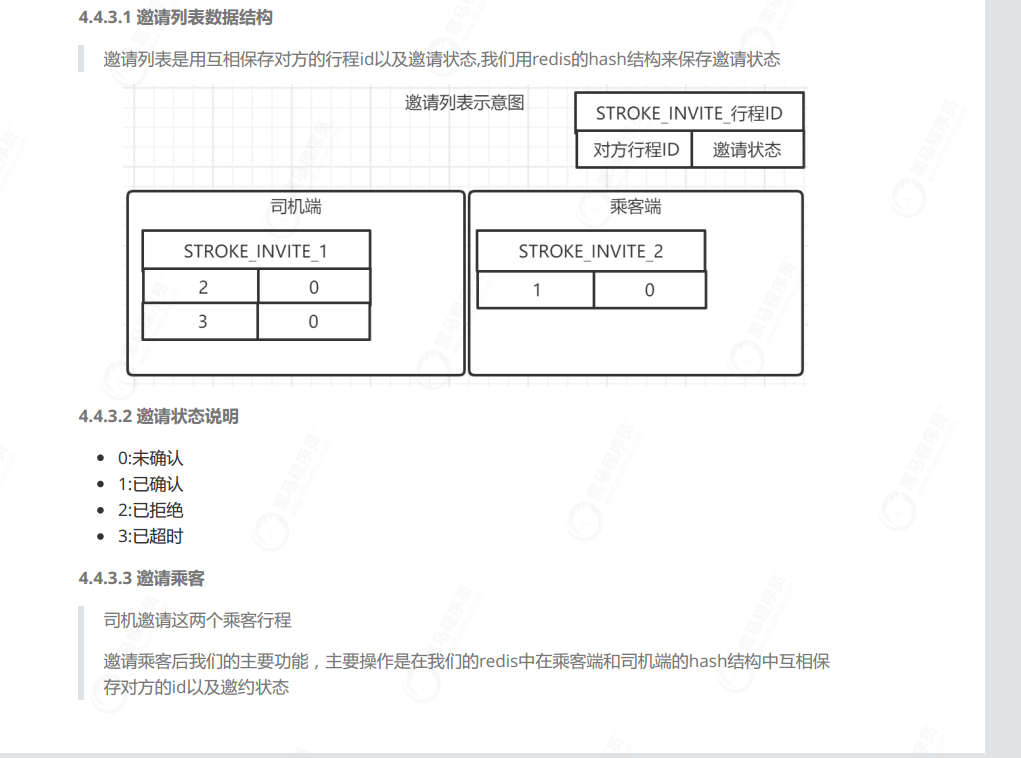 4.4.3.1 邀请列表数据结构
邀请列表是用互相保存对方的行程id以及邀请状态,我们用redis的hash结构来保存邀请状态
邀请列表示意图
STROKE_INVITE_行程ID
对方行程ID 邀请状态
司机端 乘客端
STROKE_INVITE_1 STROKE_INVITE_2
2 0 1 0
3 0
4.4.3.2 邀请状态说明
0:未确认
1:已确认
2:已拒绝
3:已超时
4.4.3.3 邀请乘客
司机邀请这两个乘客行程
邀请乘客后我们的主要功能，主要操作是在我们的redis中在乘客端和司机端的hash结构中互相保
存对方的id以及邀约状态